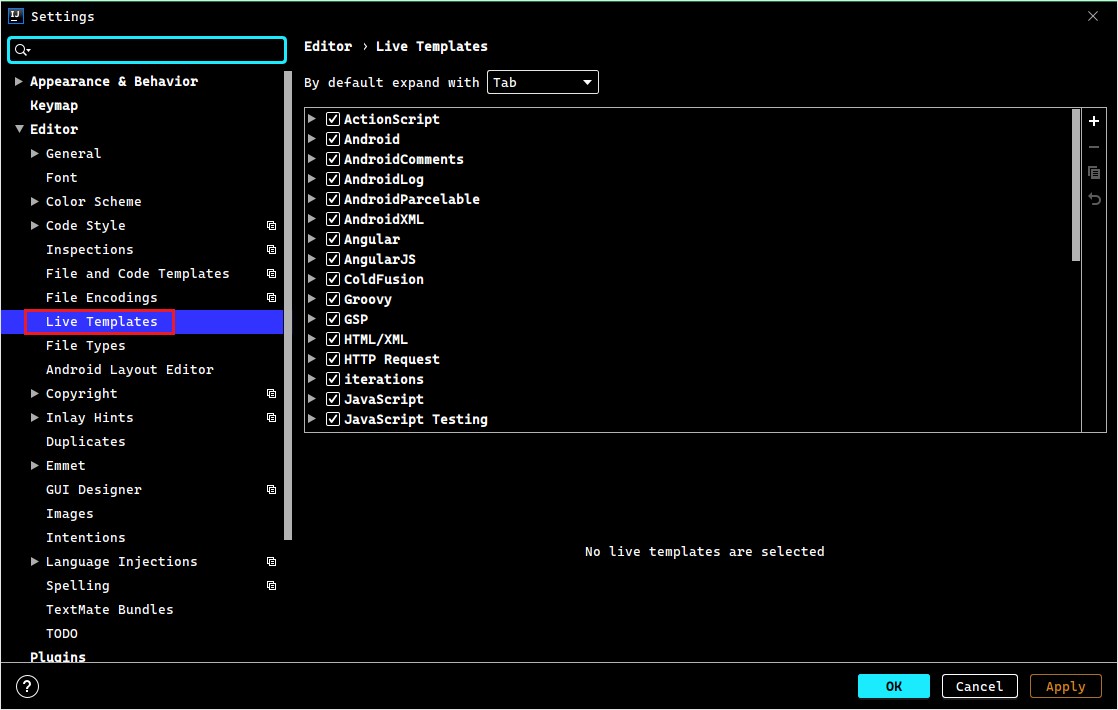 IJ
Settings
Appearance & Behavior
Keymap
Editor
General
Font
Color Scheme
Code Style
Inspections
File and Code Templates
File Encodings
Live Templates
File Types
Android Layout Editor
Copyright
Inlay Hints
Duplicates
Emmet
GUI Designer
Images
Intentions
Language Injections
Spelling
TextMate Bundles
TODO
Plugins
Editor › Live Templates
By default expand with Tab
ActionScript
Android
AndroidComments
AndroidLog
AndroidParcelable
AndroidXML
Angular
AngularJS
ColdFusion
Groovy
GSP
HTML/XML
HTTP Request
iterations
JavaScript
JavaScript Testing
No live templates are selected
?
OK
Cancel
Apply